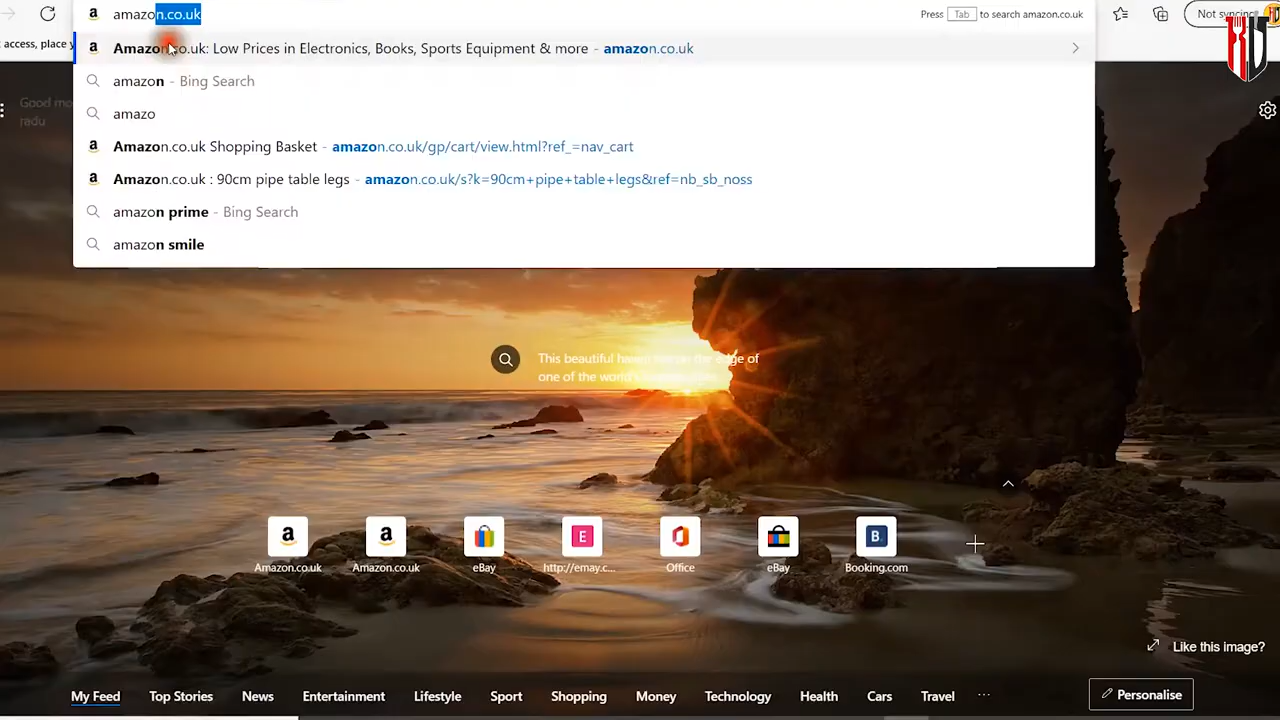 amazon.co.uk
Press Tab to search amazon.co.uk
Not syncing
access, place y
Amazon.co.uk: Low Prices in Electronics, Books, Sports Equipment & more - amazon.co.uk
amazon - Bing Search
amazo
Amazon.co.uk Shopping Basket - amazon.co.uk/gp/cart/view.html?ref_=nav_cart
Amazon.co.uk : 90cm pipe table legs - amazon.co.uk/s?k=90cm+pipe+table+legs&ref=nb_sb_noss
amazon prime - Bing Search
amazon smile
Good mo
radu
This beautiful on the edge of
one of the world
Amazon.co.uk
Amazon.co.uk
eBay
http://emay.c...
Office
eBay
Booking.com
Like this image?
My Feed Top Stories News Entertainment Lifestyle Sport Shopping Money Technology Health Cars Travel ...
Personalise